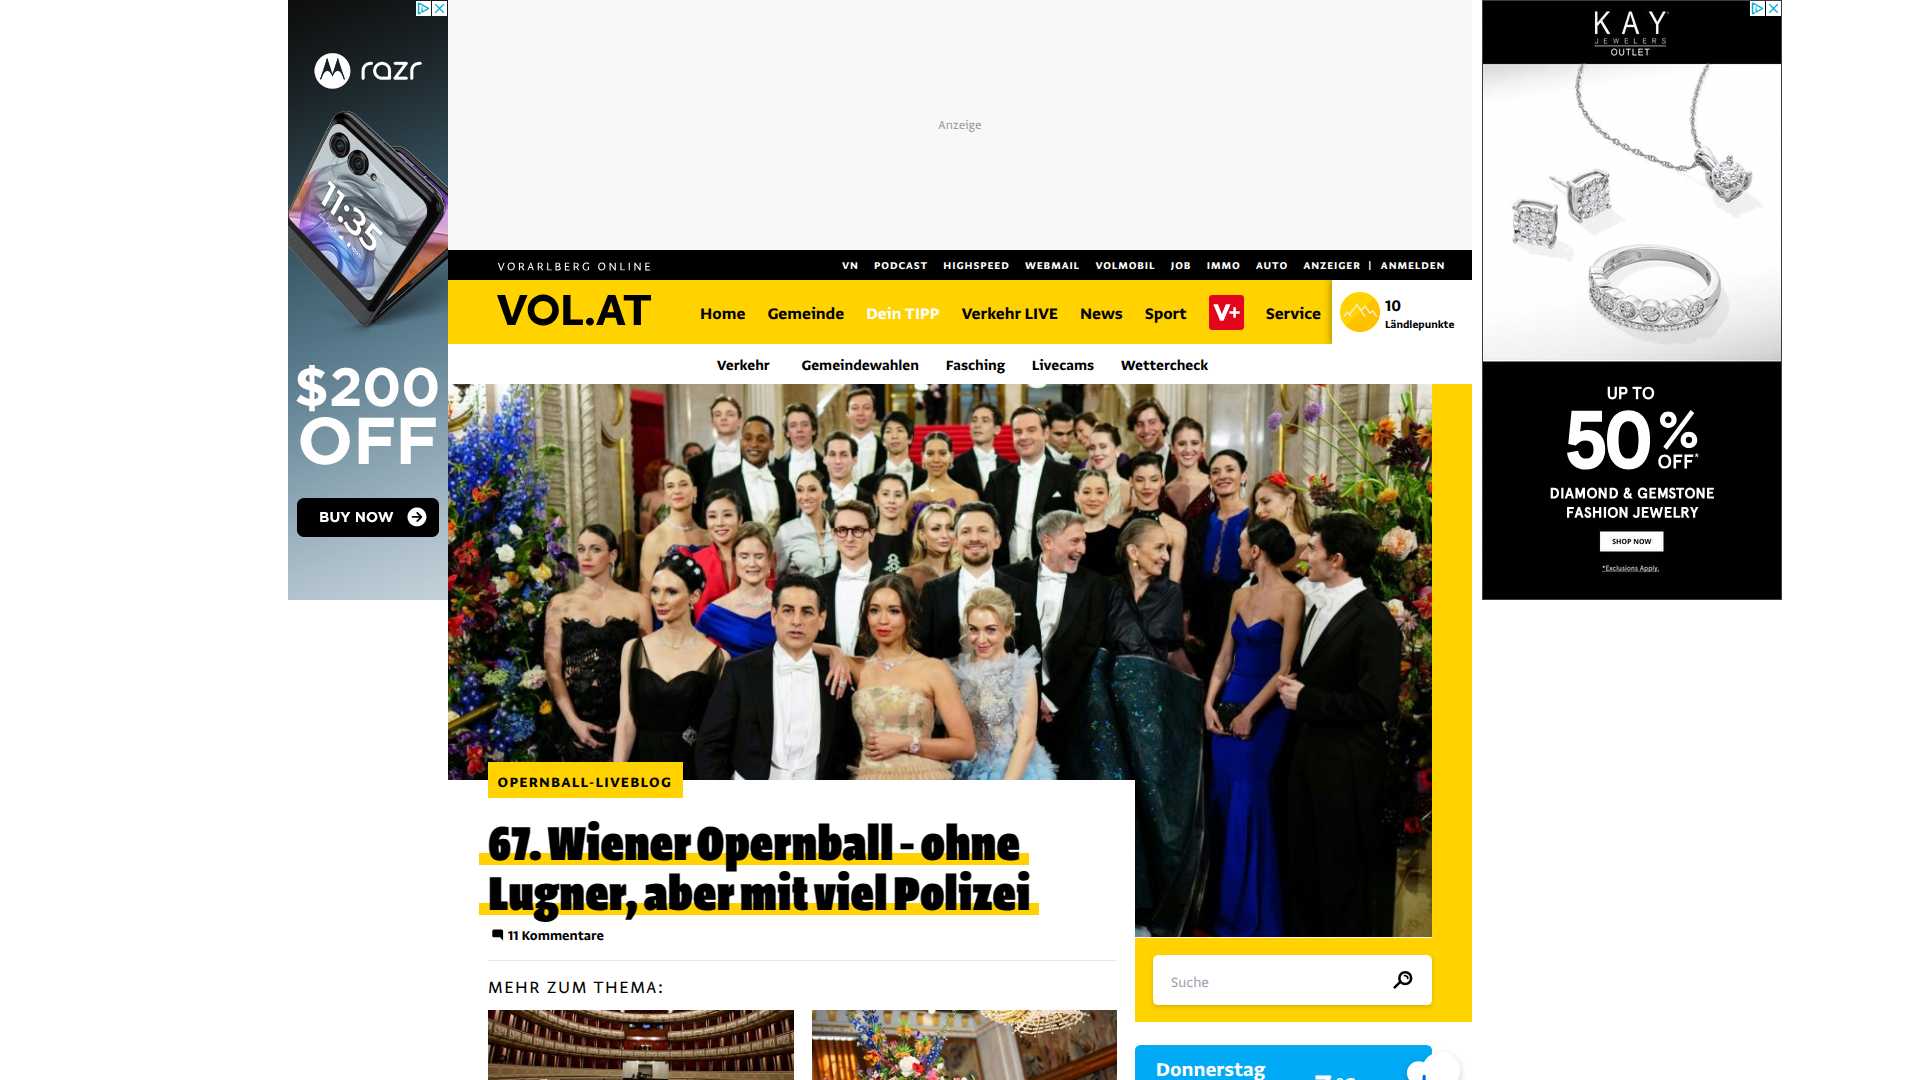 razr
11:35
$200
OFF
BUY NOW
Anzeige
KAY
JEWELERS
OUTLET
UP TO
50%
OFF*
DIAMOND & GEMSTONE
FASHION JEWELRY
SHOP NOW
*Exclusions Apply.
VORARLBERG ONLINE
VN PODCAST HIGHSPEED WEBMAIL VOLMOBIL JOB IMMO AUTO ANZEIGER | ANMELDEN
VOL.AT
Home Gemeinde Dein TIPP Verkehr LIVE News Sport V+ Service
10
Ländlepunkte
Verkehr Gemeindewahlen Fasching Livecams Wettercheck
OPERNBALL-LIVEBLOG
67. Wiener Opernball - ohne
Lugner, aber mit viel Polizei
11 Kommentare
MEHR ZUM THEMA:
Suche
Donnerstag